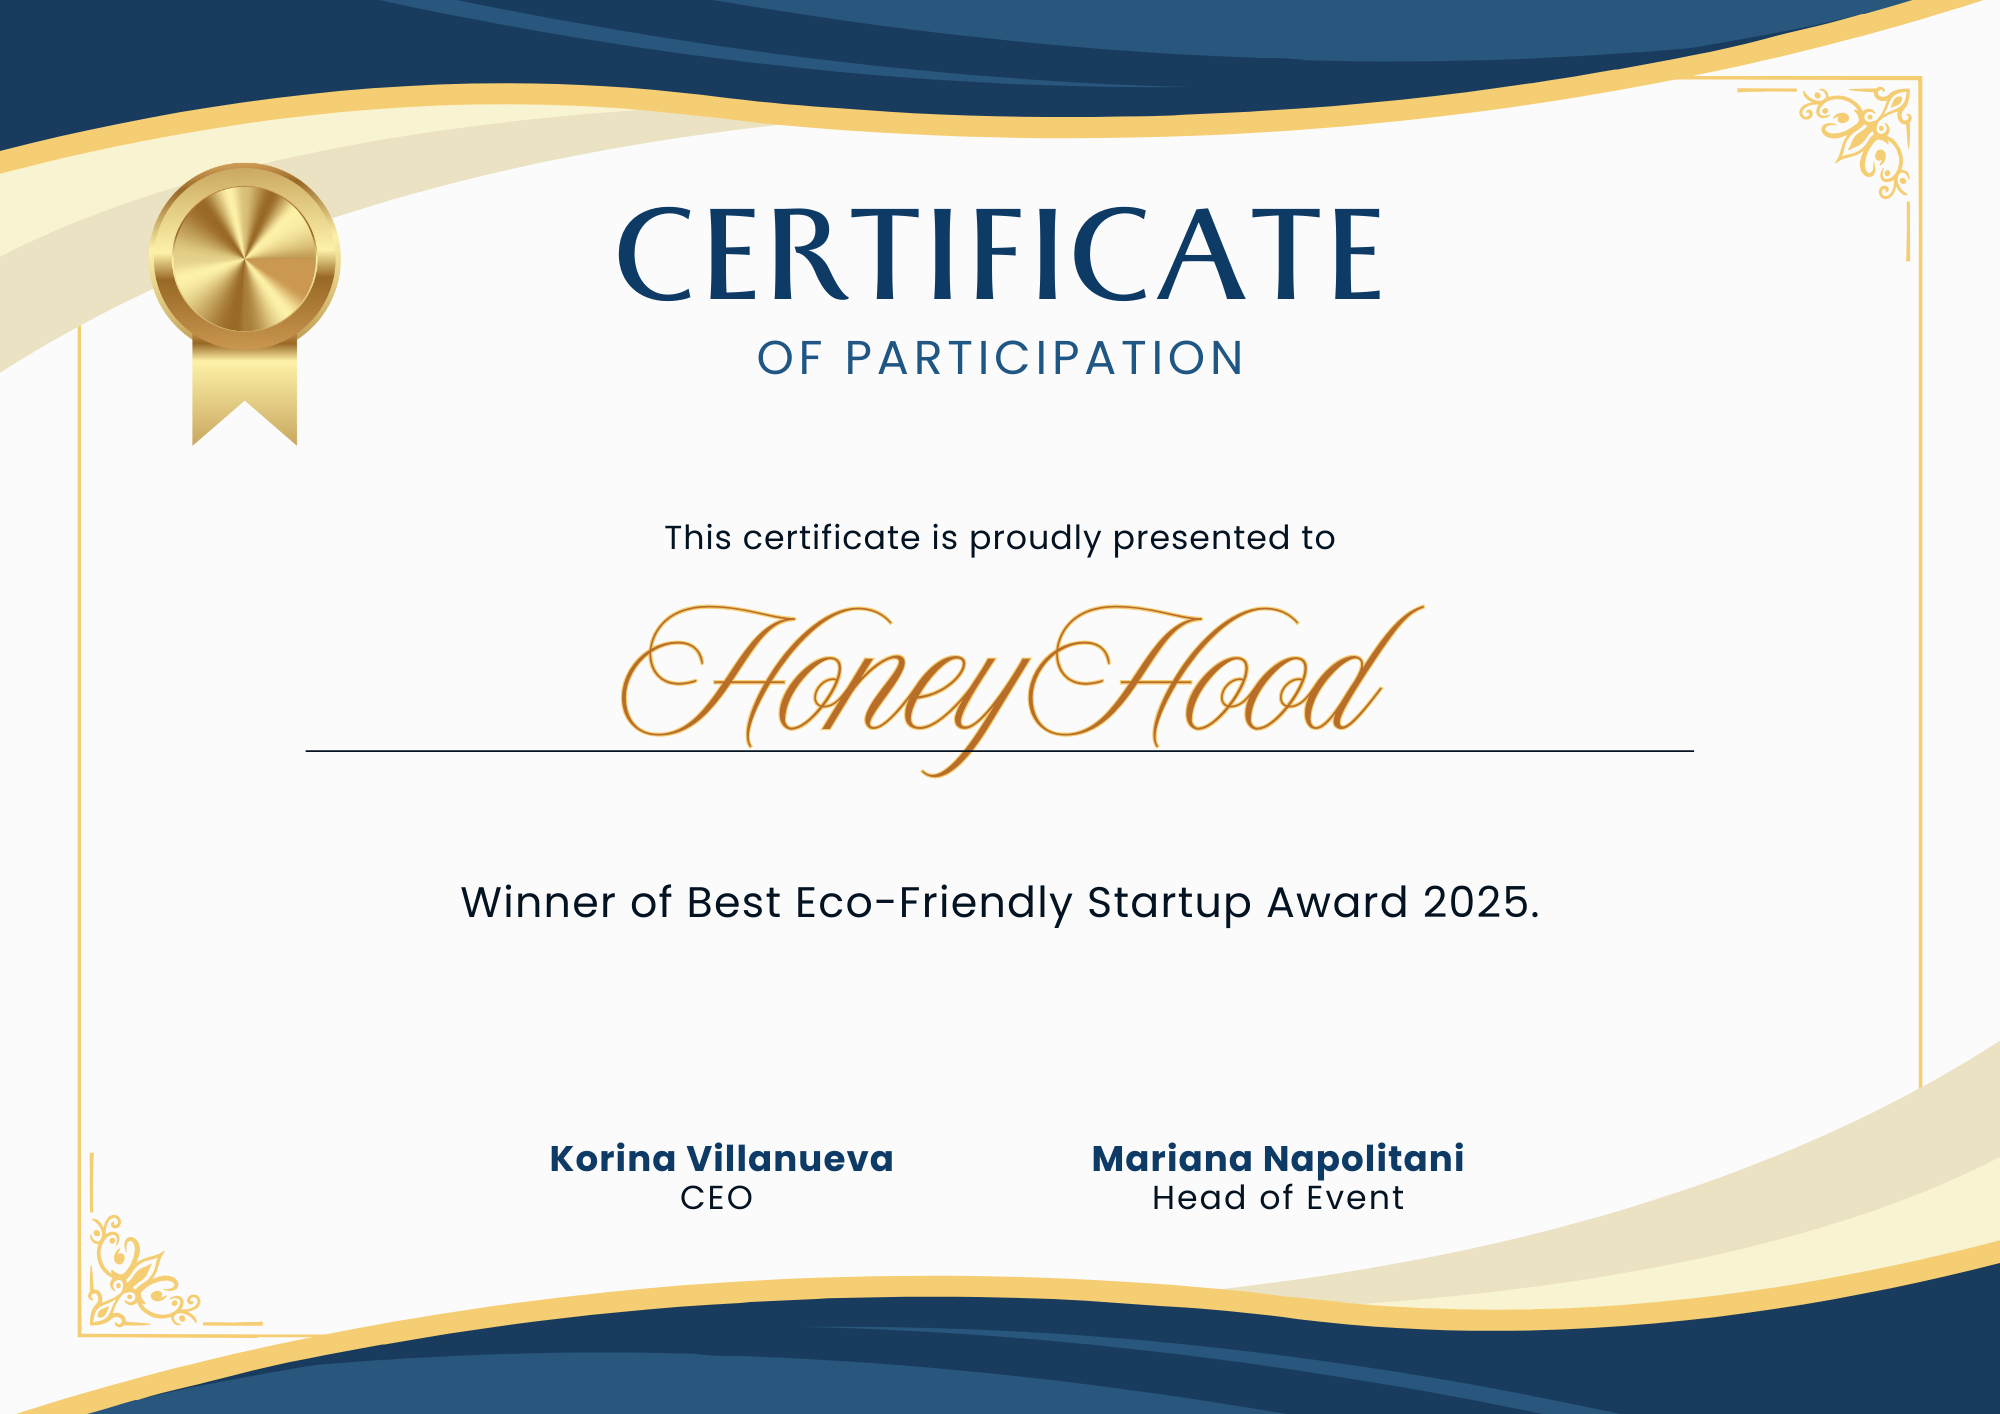 CERTIFICATE
OF PARTICIPATION
This certificate is proudly presented to
HoneyHood
Winner of Best Eco-Friendly Startup Award 2025.
Korina Villanueva
CEO
Mariana Napolitani
Head of Event